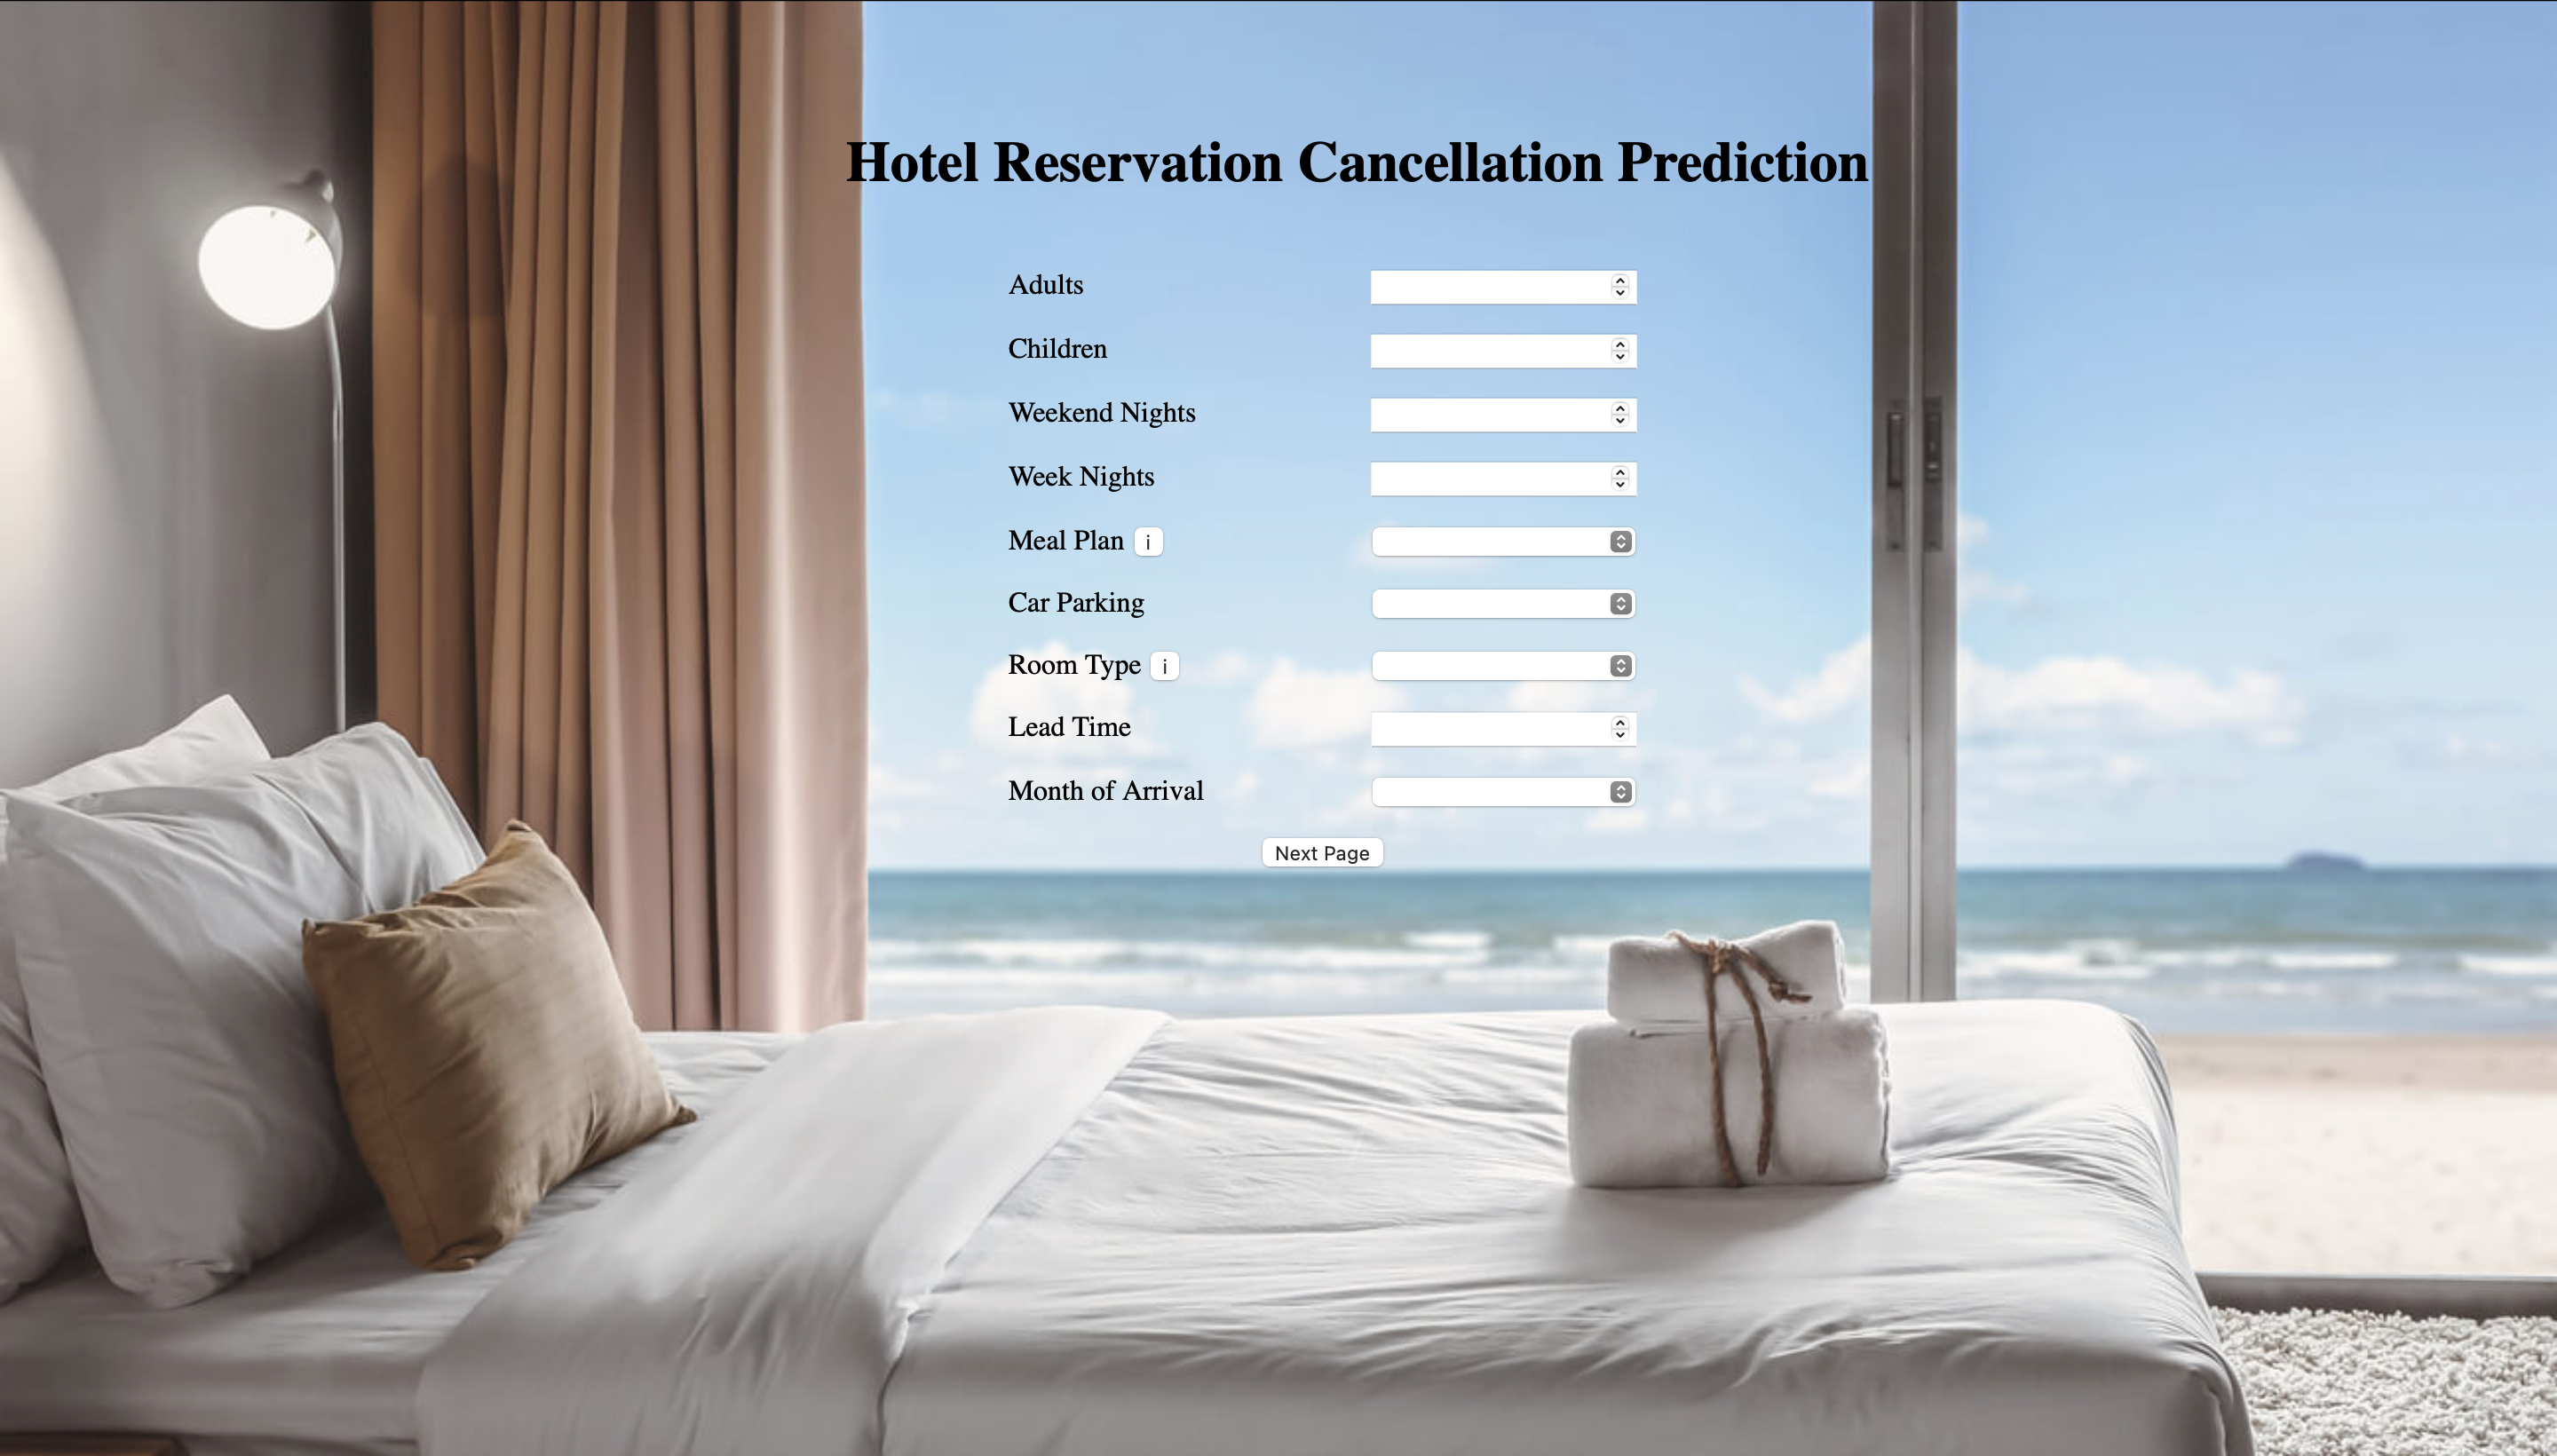 Hotel Reservation Cancellation Prediction
Adults
Children
Weekend Nights
Week Nights
Meal Plan i
Car Parking
Room Type i
Lead Time
Month of Arrival
Next Page